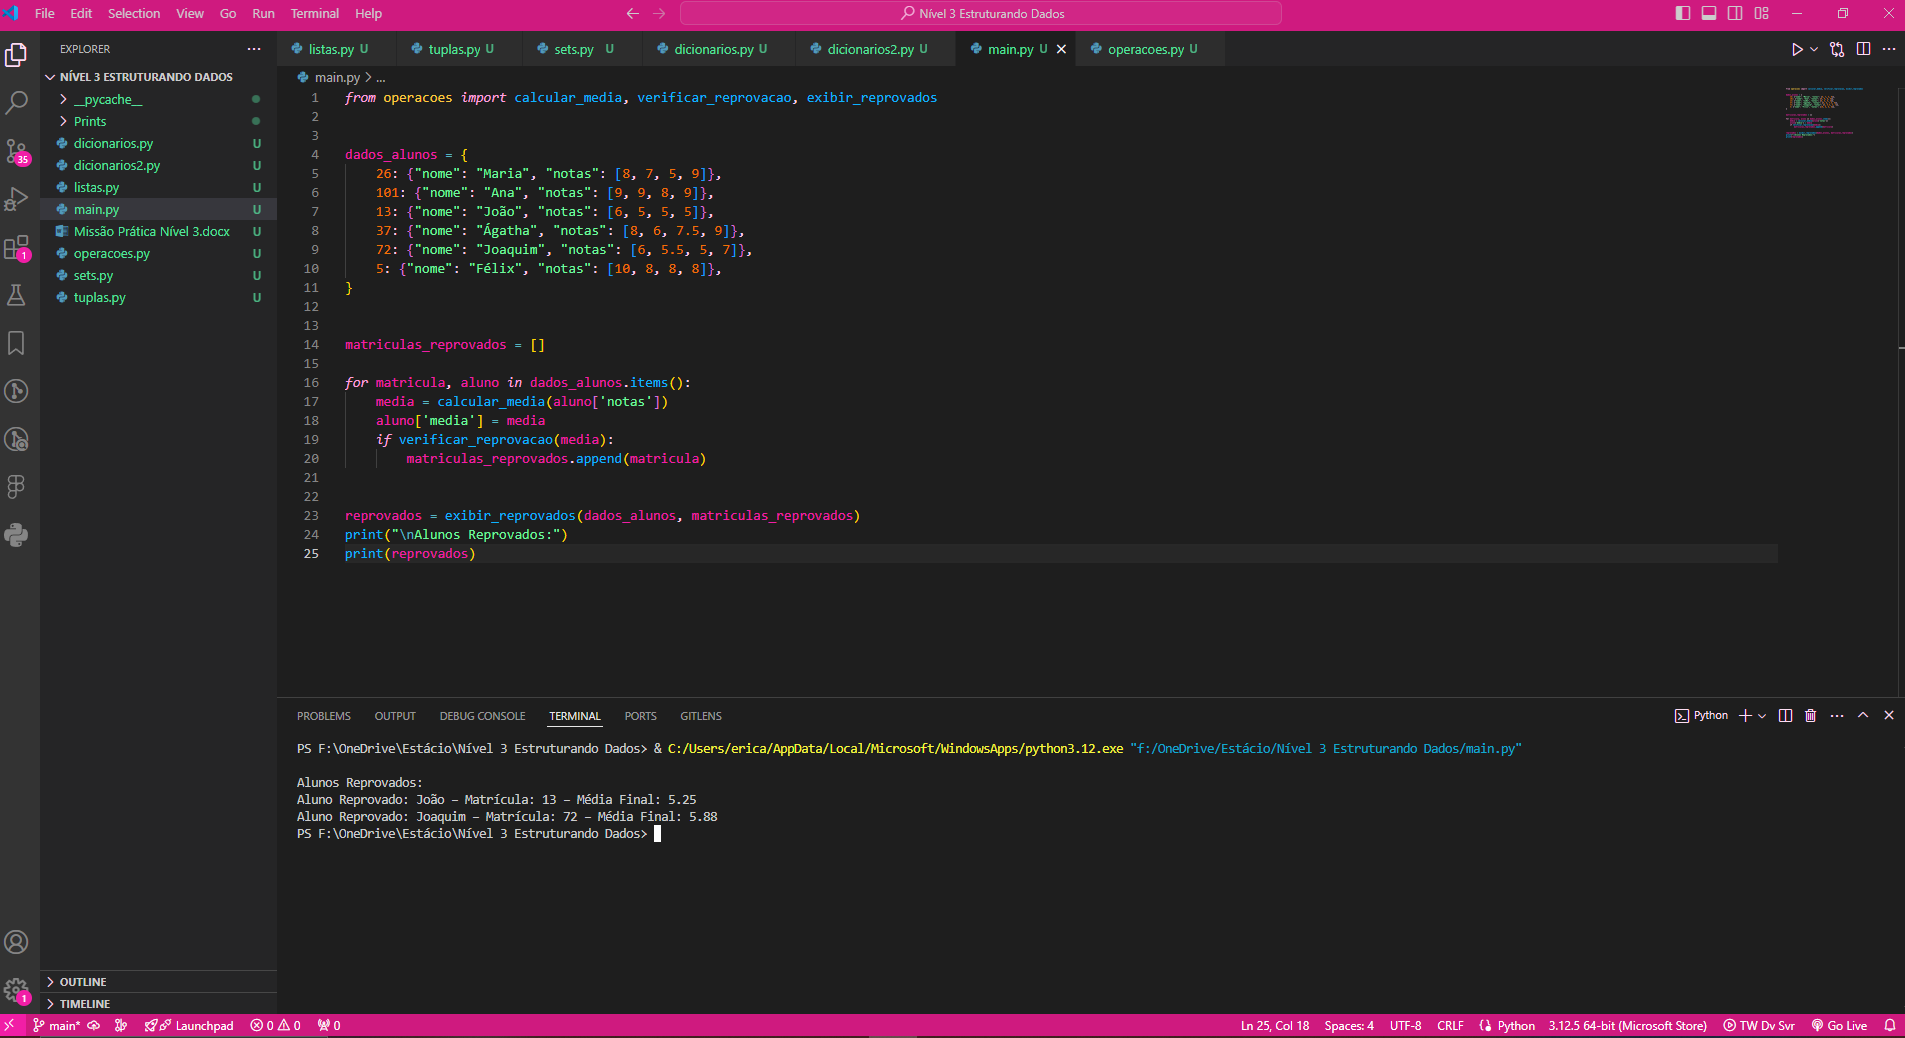 File Edit Selection View Go Run Terminal Help
Nível 3 Estruturando Dados
EXPLORER
listas.py U tuplas.py U sets.py U dicionarios.py U dicionarios2.py U main.py U operacoes.py U
NÍVEL 3 ESTRUTURANDO DADOS
__pycache__
Prints
dicionarios.py U
dicionarios2.py U
listas.py U
main.py U
Missão Prática Nível 3.docx U
operacoes.py U
sets.py U
tuplas.py U
35
1
1
OUTLINE
TIMELINE
main.py > ...
1 from operacoes import calcular_media, verificar_reprovacao, exibir_reprovados
2
3
4 dados_alunos = {
5 26: {"nome": "Maria", "notas": [8, 7, 5, 9]},
6 101: {"nome": "Ana", "notas": [9, 9, 8, 9]},
7 13: {"nome": "João", "notas": [6, 5, 5, 5]},
8 37: {"nome": "Ágatha", "notas": [8, 6, 7.5, 9]},
9 72: {"nome": "Joaquim", "notas": [6, 5.5, 5, 7]},
10 5: {"nome": "Félix", "notas": [10, 8, 8, 8]},
11 }
12
13
14 matriculas_reprovados = []
15
16 for matricula, aluno in dados_alunos.items():
17 media = calcular_media(aluno['notas'])
18 aluno['media'] = media
19 if verificar_reprovacao(media):
20 matriculas_reprovados.append(matricula)
21
22
23 reprovados = exibir_reprovados(dados_alunos, matriculas_reprovados)
24 print("\nAlunos Reprovados:")
25 print(reprovados)
PROBLEMS OUTPUT DEBUG CONSOLE TERMINAL PORTS GITLENS
Python
PS F:\OneDrive\Estácio\Nível 3 Estruturando Dados> & C:/Users/erica/AppData/Local/Microsoft/WindowsApps/python3.12.exe "f:/OneDrive/Estácio/Nível 3 Estruturando Dados/main.py"
Alunos Reprovados:
Aluno Reprovado: João – Matrícula: 13 – Média Final: 5.25
Aluno Reprovado: Joaquim – Matrícula: 72 – Média Final: 5.88
PS F:\OneDrive\Estácio\Nível 3 Estruturando Dados>
main* Launchpad 0 0 0 Ln 25, Col 18 Spaces: 4 UTF-8 CRLF Python 3.12.5 64-bit (Microsoft Store) TW Dv Svr Go Live